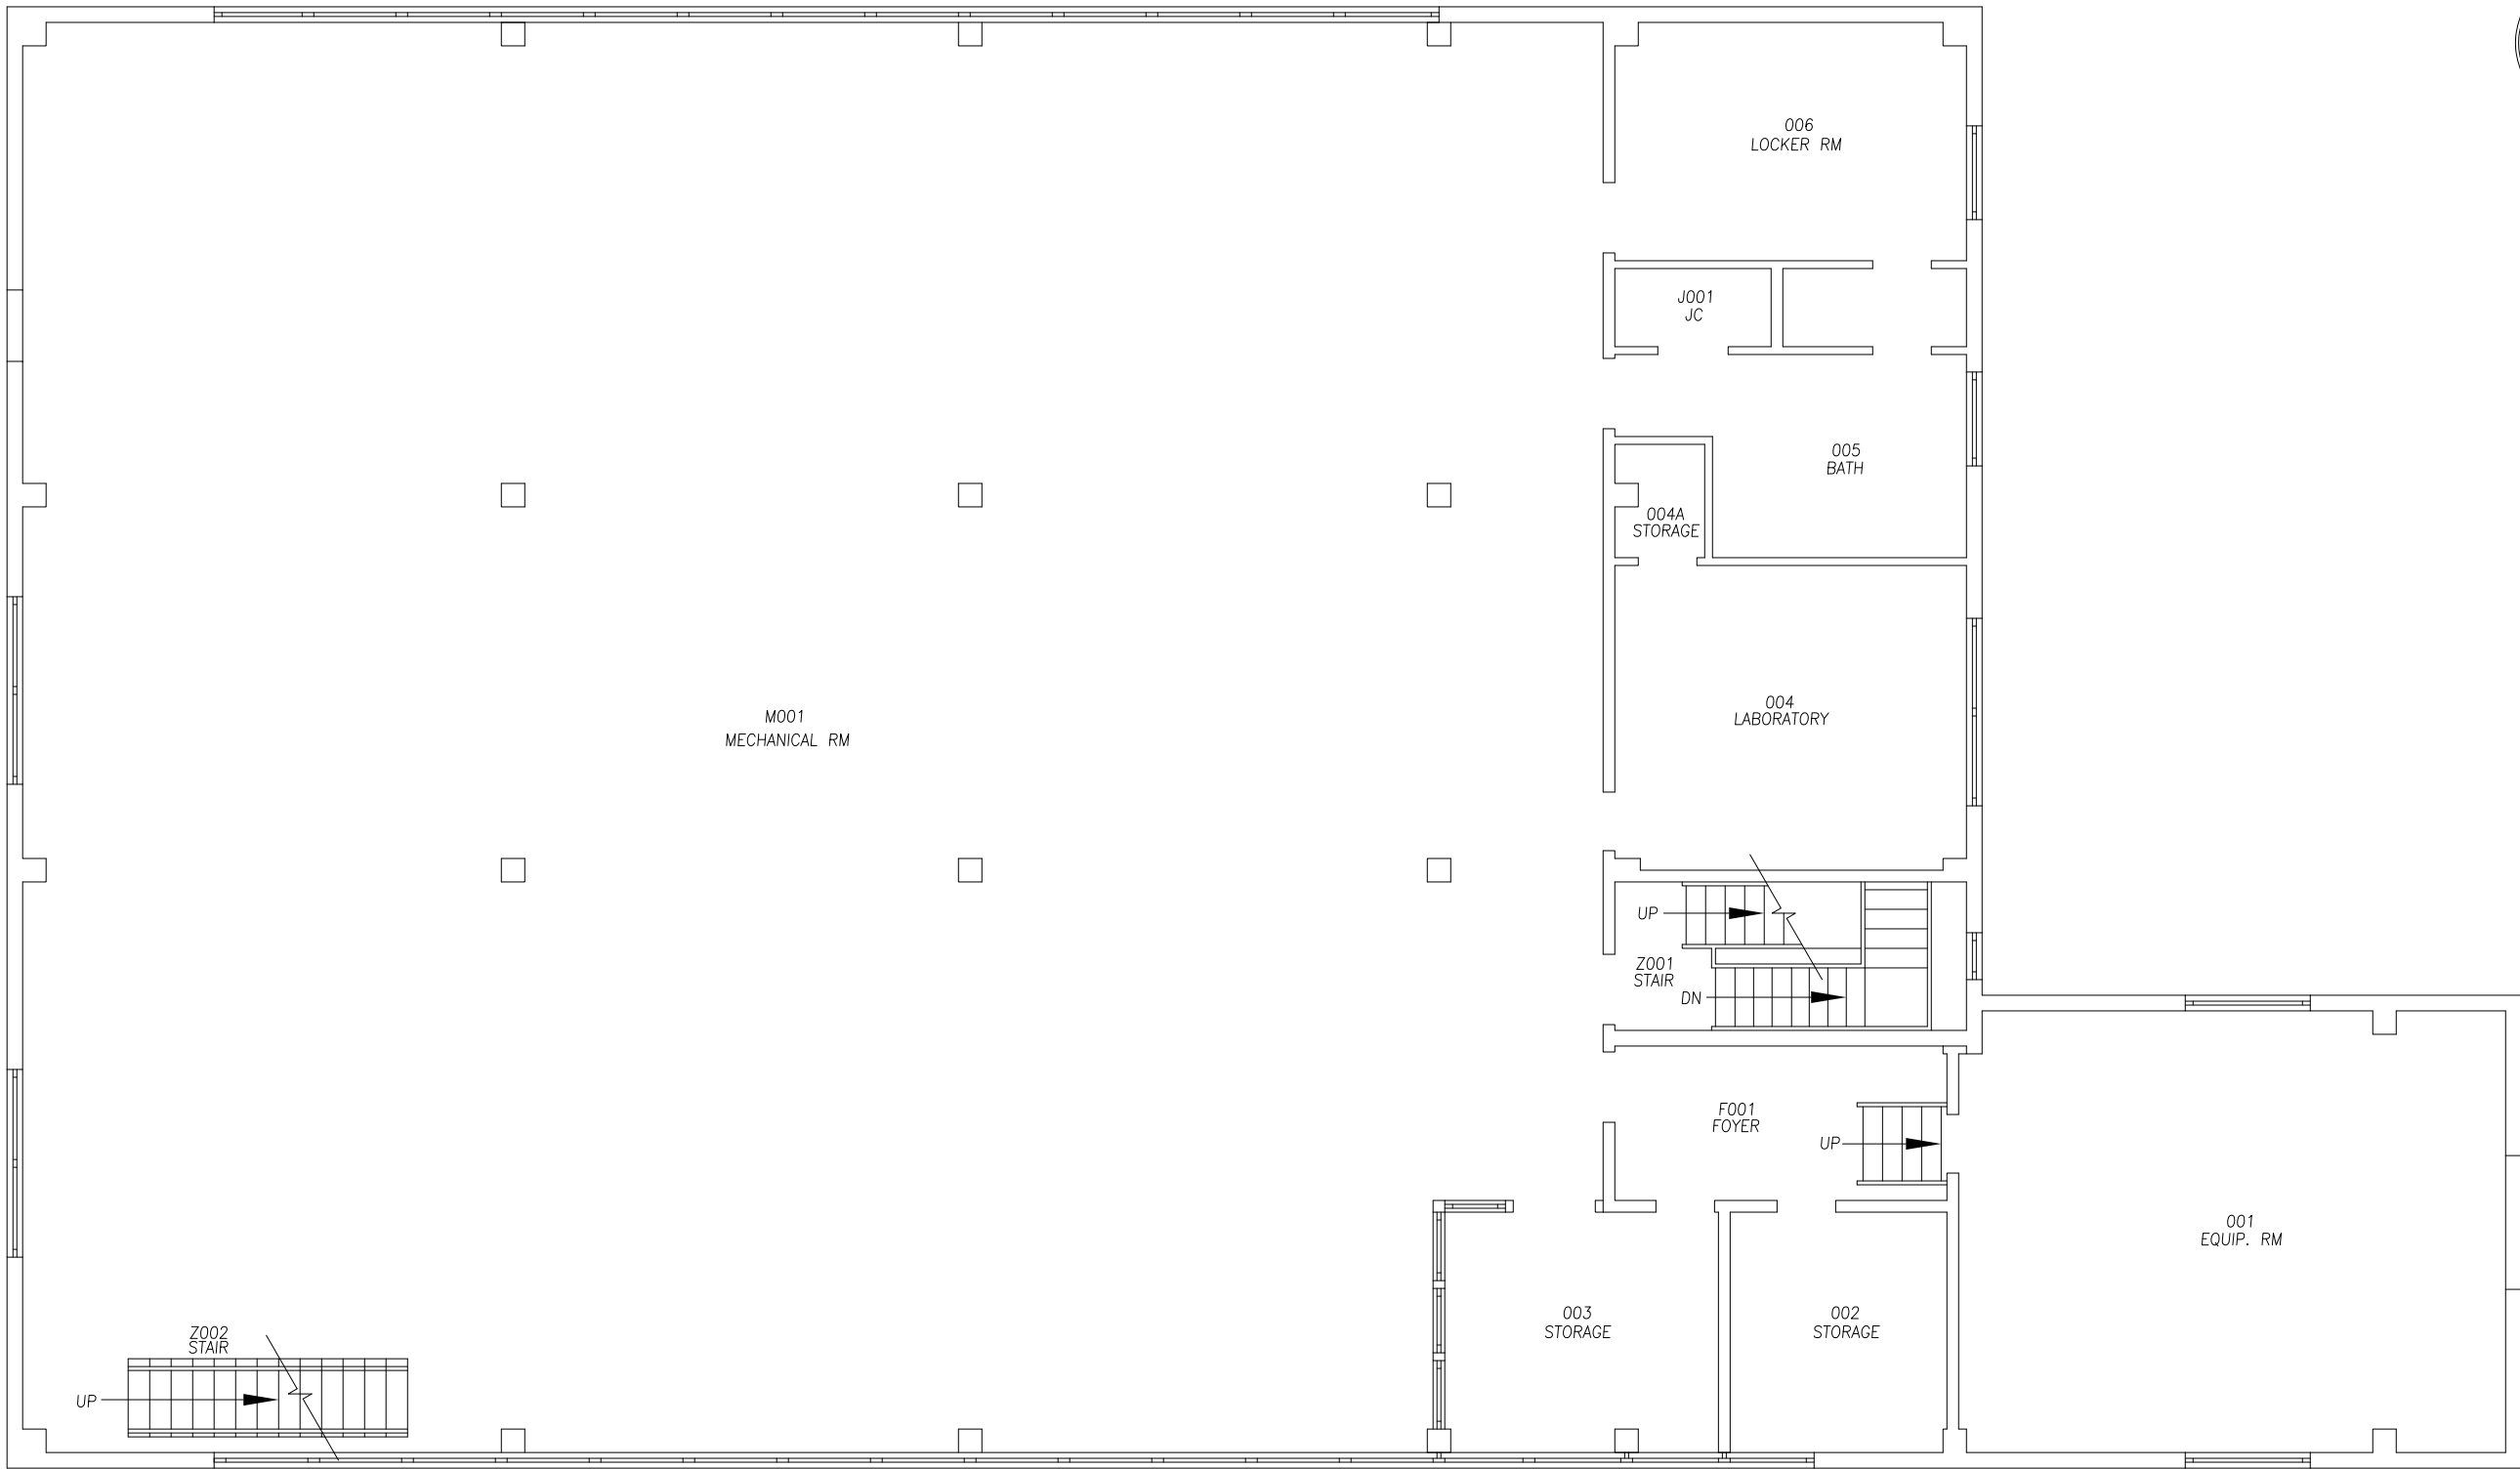 006
LOCKER RM
J001
JC
005
BATH
004A
STORAGE
004
LABORATORY
M001
MECHANICAL RM
UP
Z001
STAIR
DN
F001
FOYER
UP
001
EQUIP. RM
003
STORAGE
002
STORAGE
Z002
STAIR
UP